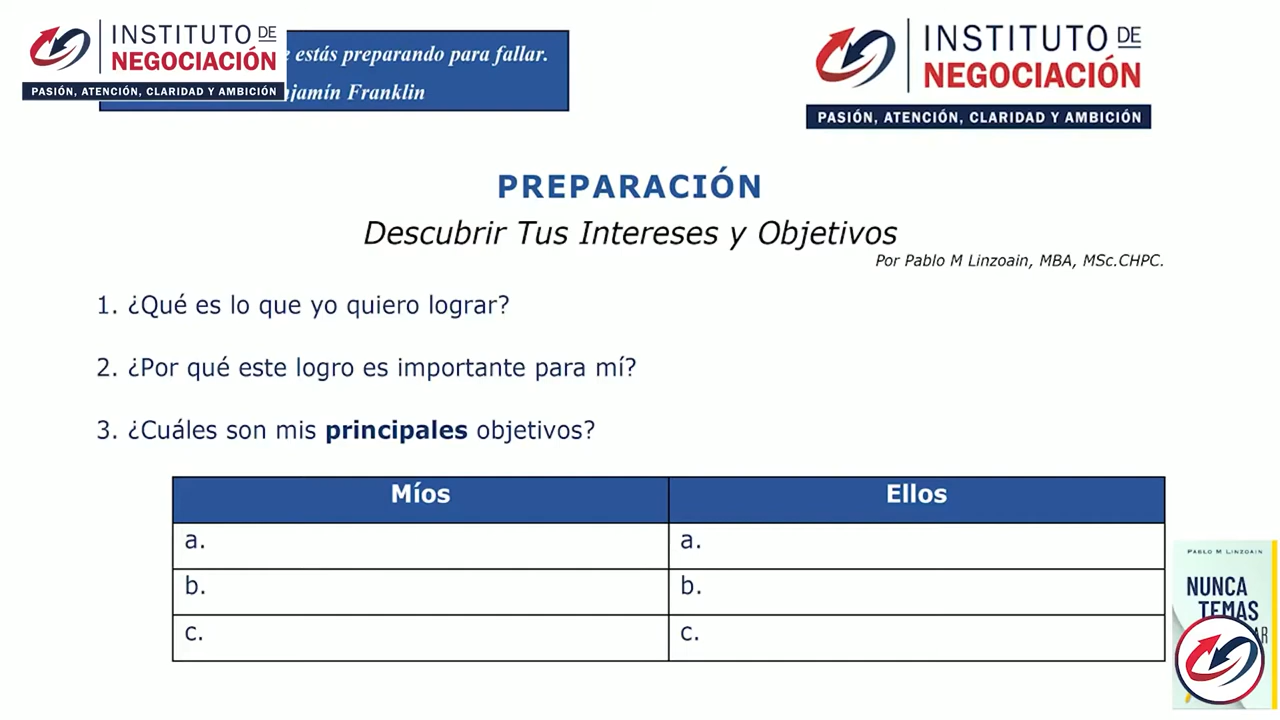 INSTITUTO DE
NEGOCIACIÓN
PASIÓN, ATENCIÓN, CLARIDAD Y AMBICIÓN
estás preparando para fallar.
Franklin
INSTITUTO DE
NEGOCIACIÓN
PASIÓN, ATENCIÓN, CLARIDAD Y AMBICIÓN
PREPARACIÓN
Descubrir Tus Intereses y Objetivos
Por Pablo M Linzoain, MBA, MSc.CHPC.
1. ¿Qué es lo que yo quiero lograr?
2. ¿Por qué este logro es importante para mí?
3. ¿Cuáles son mis principales objetivos?
Míos Ellos
a. a.
b. b.
c. c.
PABLO M LINZOAIN
NUNCA
TEMAS